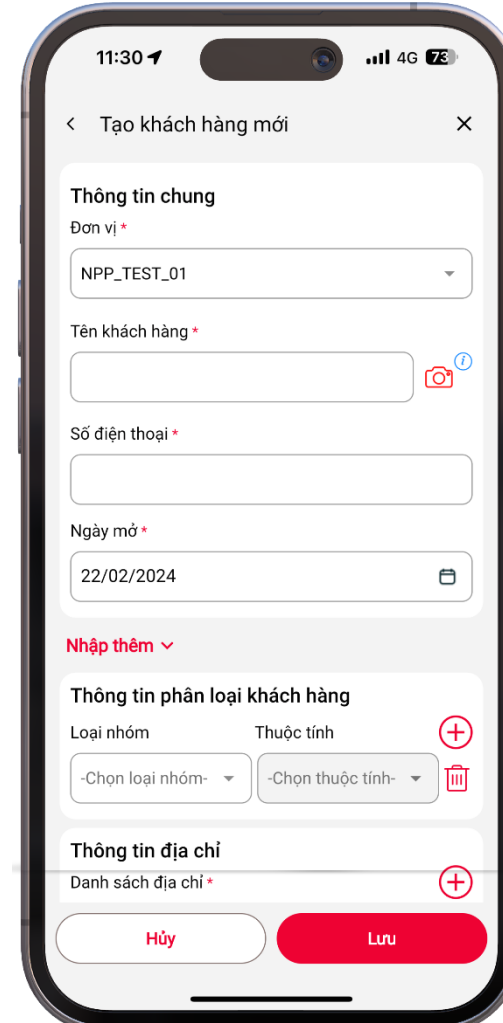 11:30 4G 73
Tạo khách hàng mới
Thông tin chung
Đơn vị *
NPP_TEST_01
Tên khách hàng *
i
Số điện thoại *
Ngày mở *
22/02/2024
Nhập thêm
Thông tin phân loại khách hàng
Loại nhóm Thuộc tính
-Chọn loại nhóm- -Chọn thuộc tính-
Thông tin địa chỉ
Danh sách địa chỉ *
Hủy Lưu